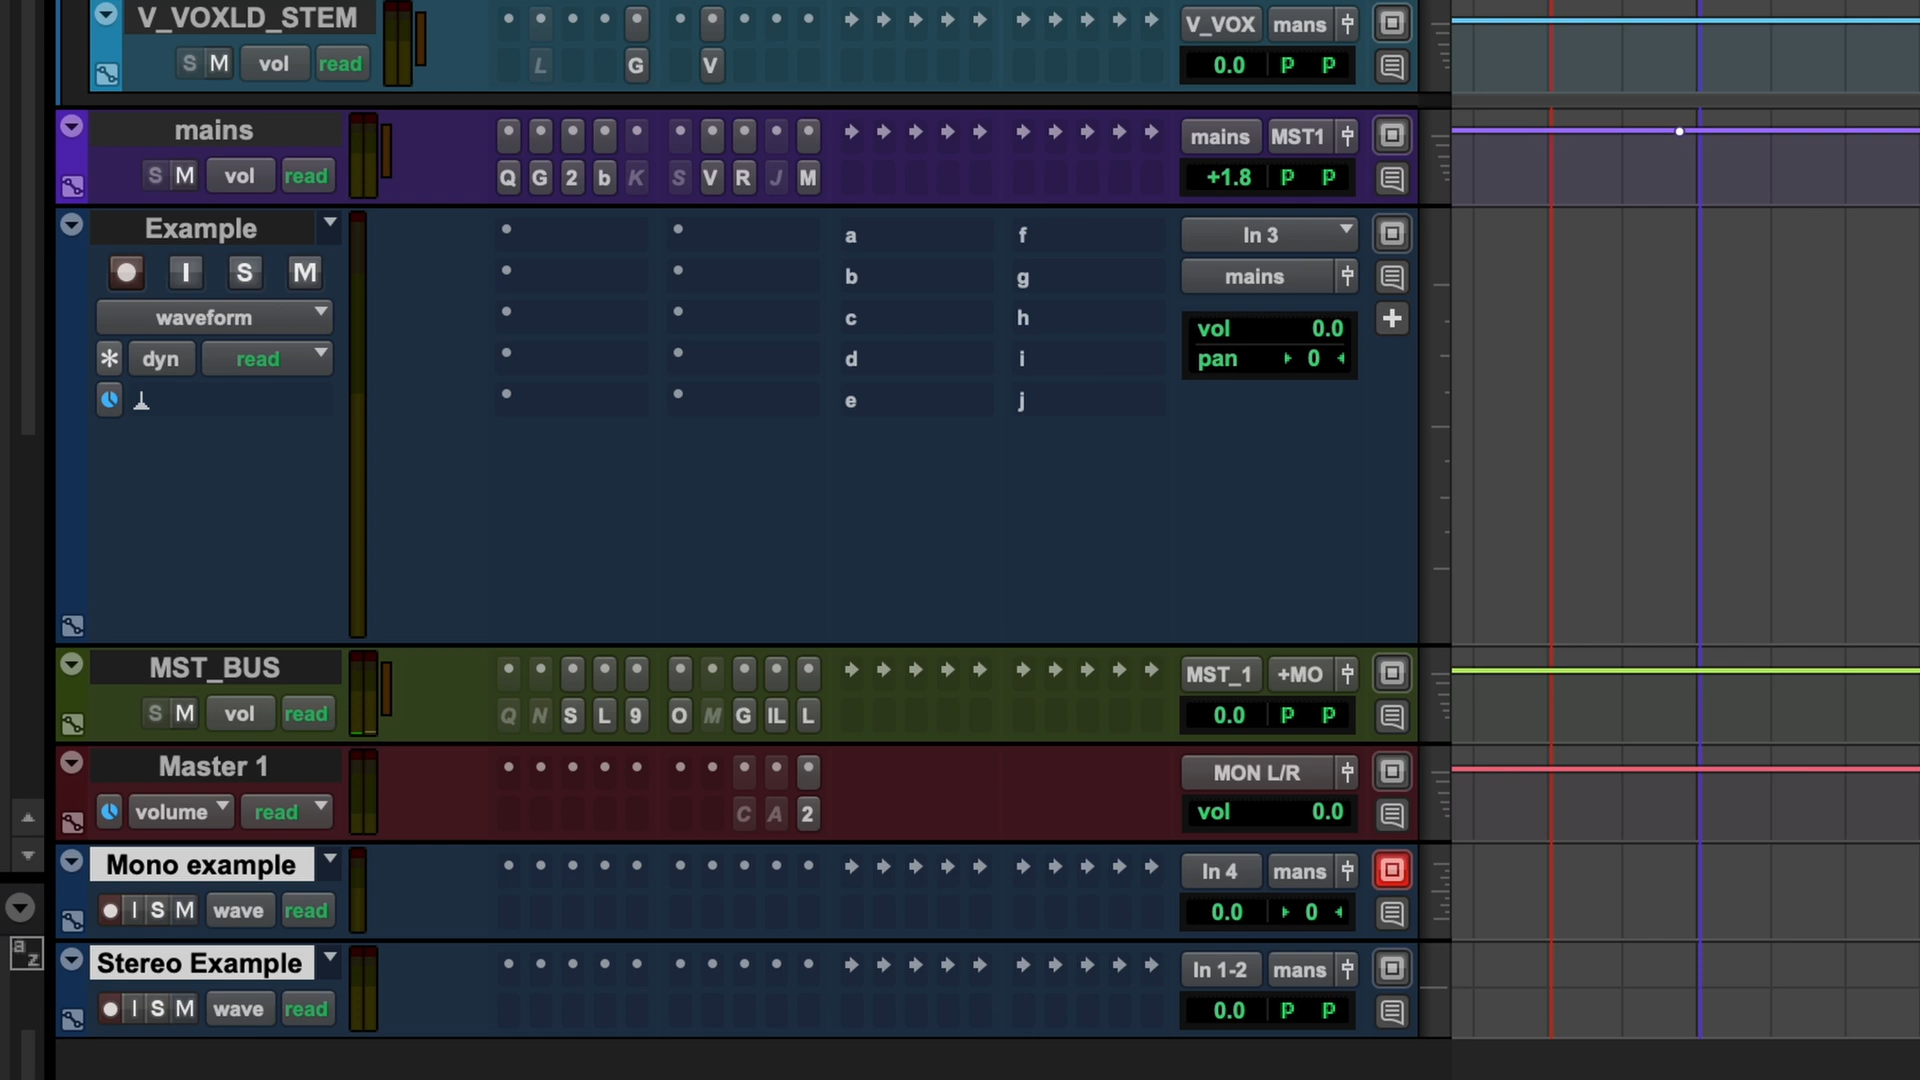 V_VOXLD_STEM
V_VOX mans
S M vol read
L G V
0.0 P P
mains
mains MST1
S M vol read
Q G 2 b K S V R J M
+1.8 P P
Example
a f In 3
I S M
b g mains
waveform
c h
vol 0.0
dyn read
d i
pan 0
e j
MST_BUS
MST_1 +MO
S M vol read
Q N S L 9 O M G IL L
0.0 P P
Master 1
MON L/R
volume read
C A 2
vol 0.0
Mono example
In 4 mans
I S M wave read
0.0 0
a z
Stereo Example
In 1-2 mans
I S M wave read
0.0 P P